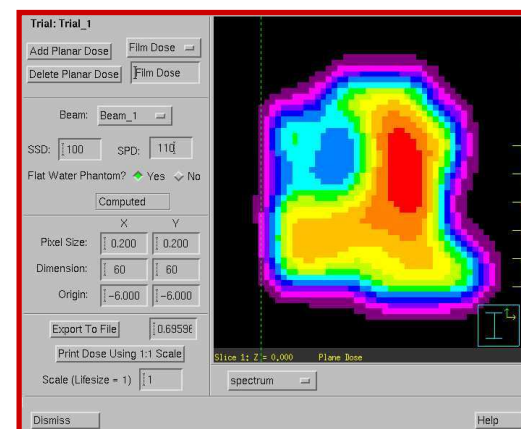 Trial: Trial_1
Add Planar Dose Film Dose
Delete Planar Dose Film Dose
Beam: Beam_1
SSD: 100 SPD: 110
Flat Water Phantom? Yes No
Computed
X Y
Pixel Size: 0.200 0.200
Dimension: 60 60
Origin: -6.000 -6.000
Export To File 0.6959
Print Dose Using 1:1 Scale
Scale (Lifesize = 1) 1
Slice 1: Z = 0.000 Plane Dose
spectrum
Dismiss Help